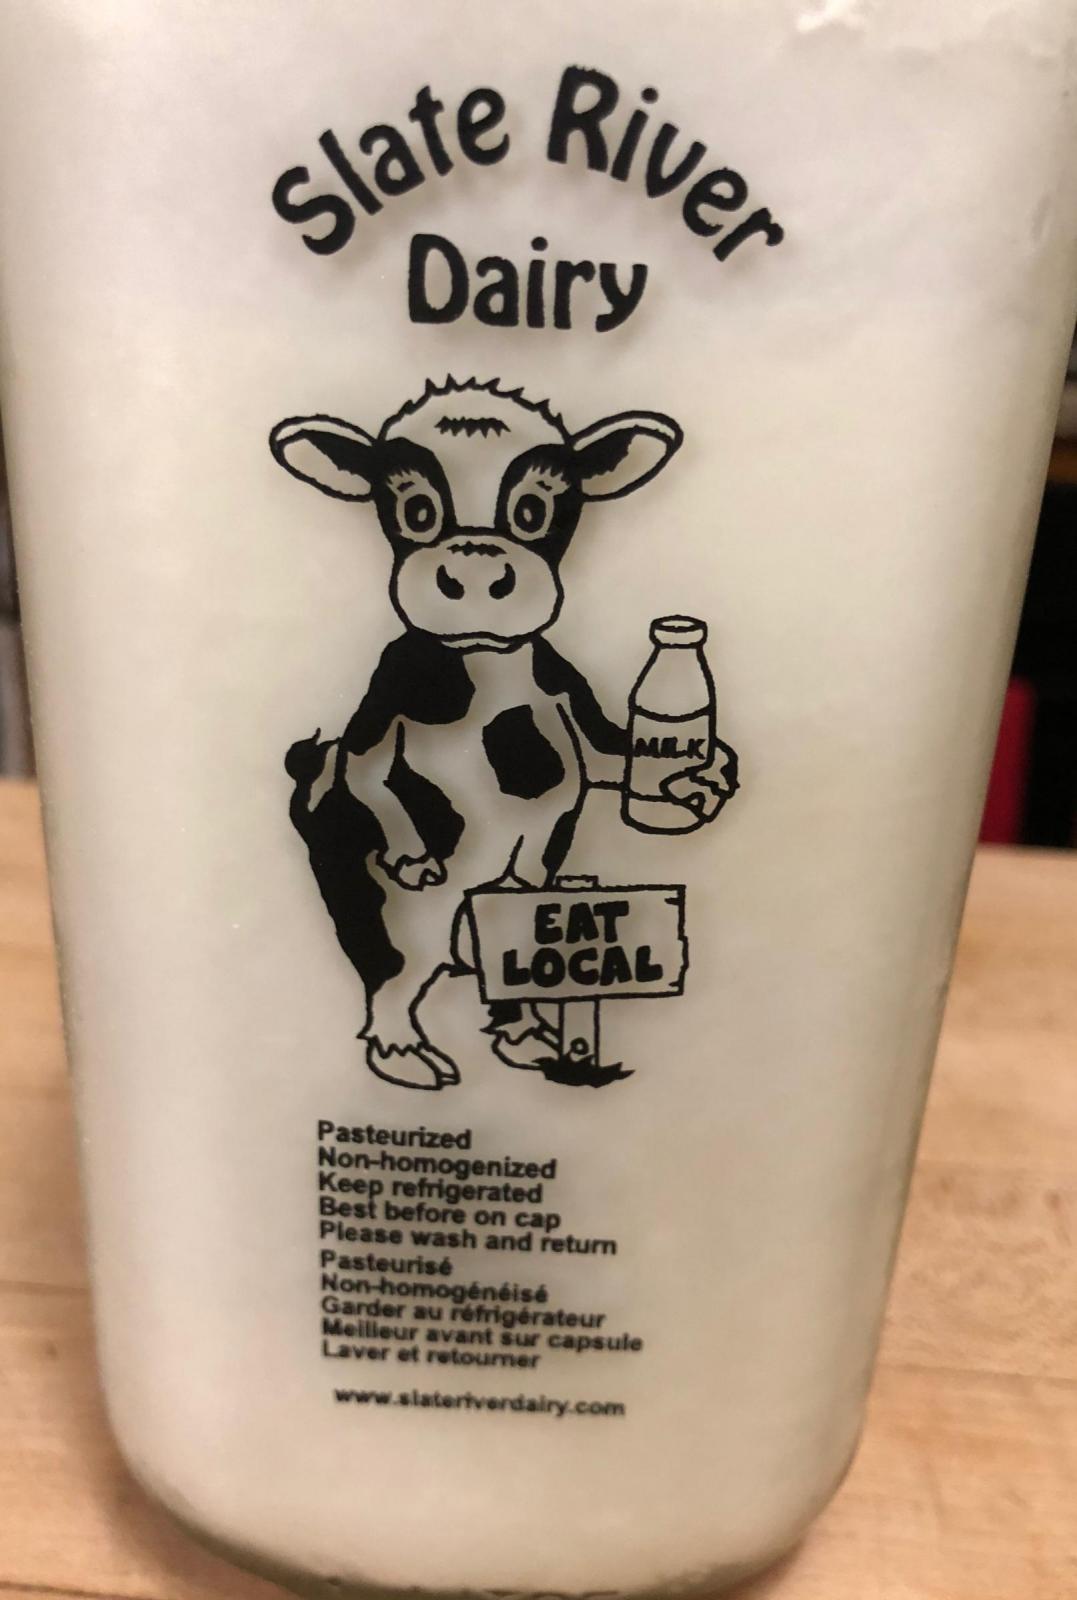 Slate River
Dairy
MILK
EAT
LOCAL
Pasteurized
Non-homogenized
Keep refrigerated
Best before on cap
Please wash and return
Pasteurisé
Non-homogénéisé
Garder au réfrigérateur
Meilleur avant sur capsule
Laver et retourner
www.slateriverdairy.com